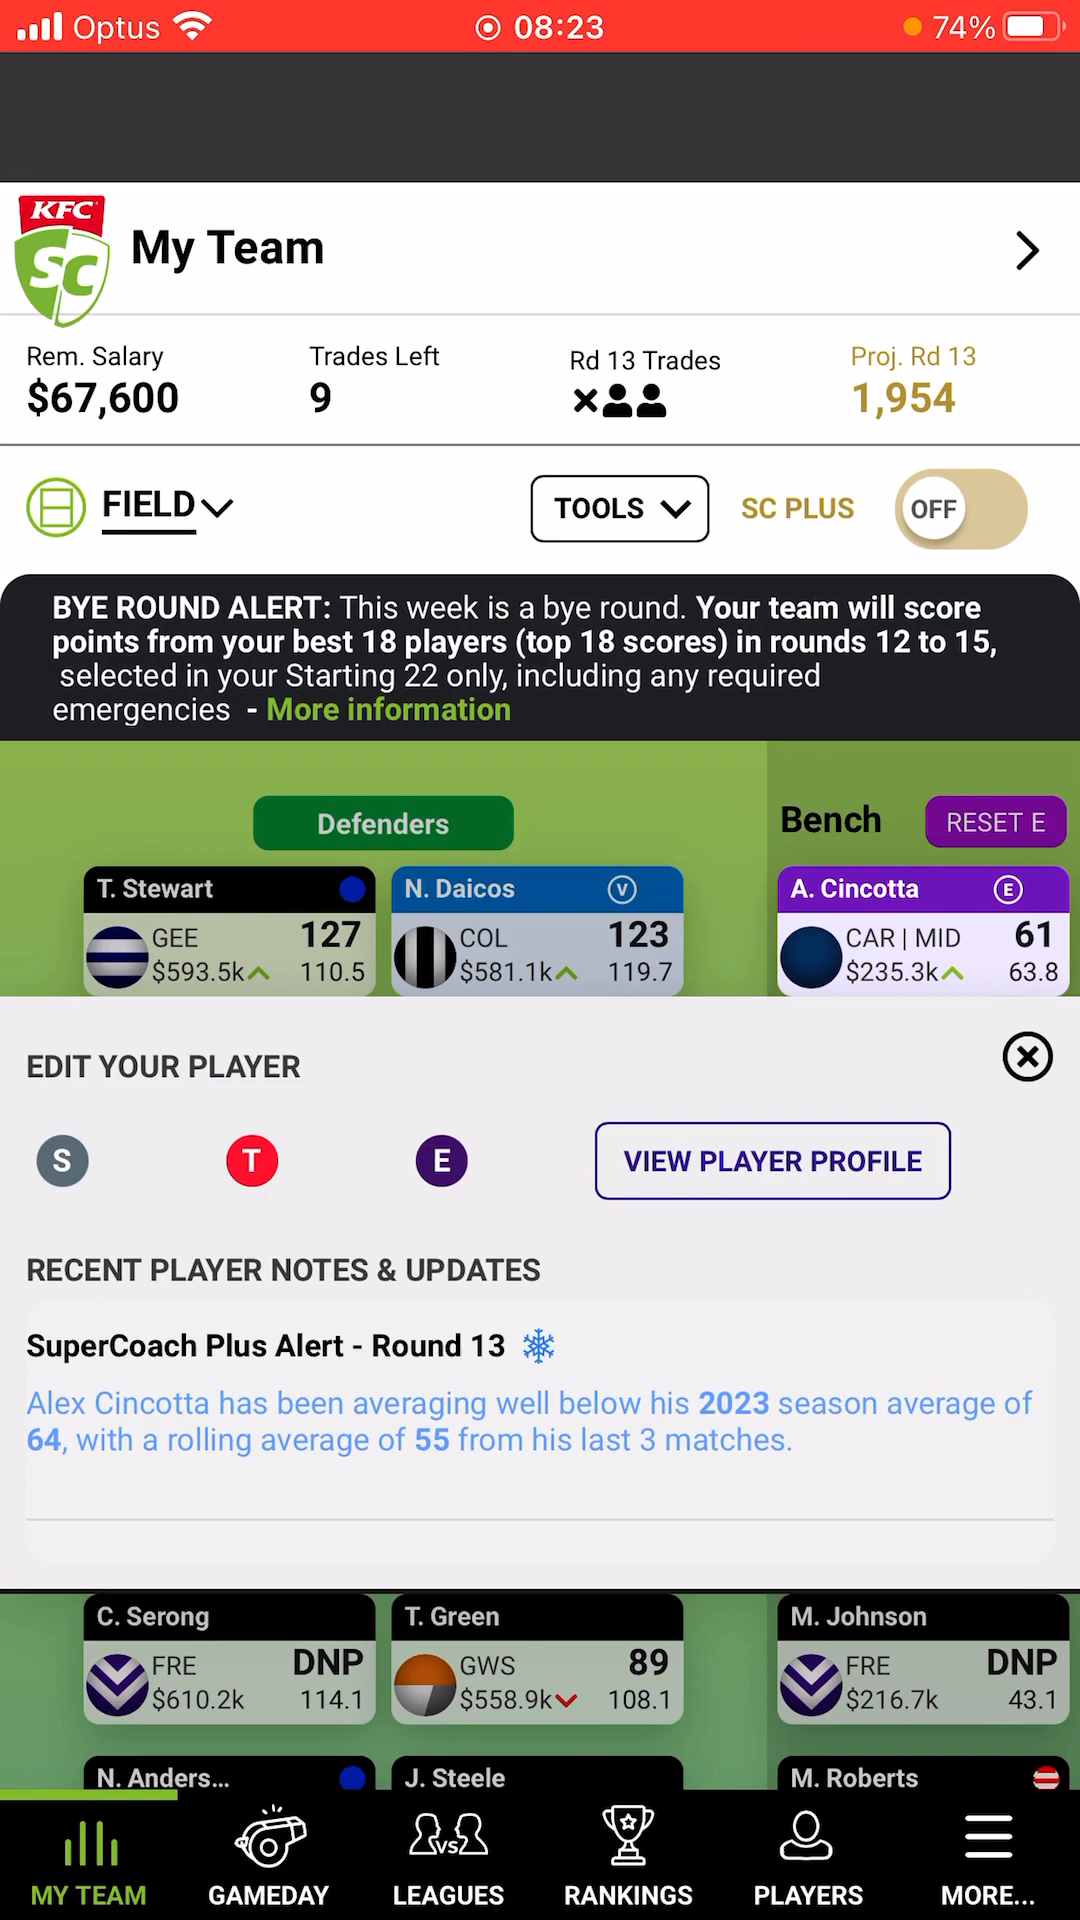 Optus 08:23 74%
KFC
SC
My Team
Rem. Salary Trades Left Rd 13 Trades Proj. Rd 13
$67,600 9 1,954
FIELD TOOLS SC PLUS OFF
BYE ROUND ALERT: This week is a bye round. Your team will score
points from your best 18 players (top 18 scores) in rounds 12 to 15,
selected in your Starting 22 only, including any required
emergencies - More information
Defenders Bench RESET E
T. Stewart N. Daicos V A. Cincotta E
GEE 127 COL 123 CAR | MID 61
$593.5k 110.5 $581.1k 119.7 $235.3k 63.8
EDIT YOUR PLAYER
S T E VIEW PLAYER PROFILE
RECENT PLAYER NOTES & UPDATES
SuperCoach Plus Alert - Round 13
Alex Cincotta has been averaging well below his 2023 season average of
64, with a rolling average of 55 from his last 3 matches.
C. Serong T. Green M. Johnson
FRE DNP GWS 89 FRE DNP
$610.2k 114.1 $558.9k 108.1 $216.7k 43.1
N. Anders... J. Steele M. Roberts
VS
MY TEAM GAMEDAY LEAGUES RANKINGS PLAYERS MORE...